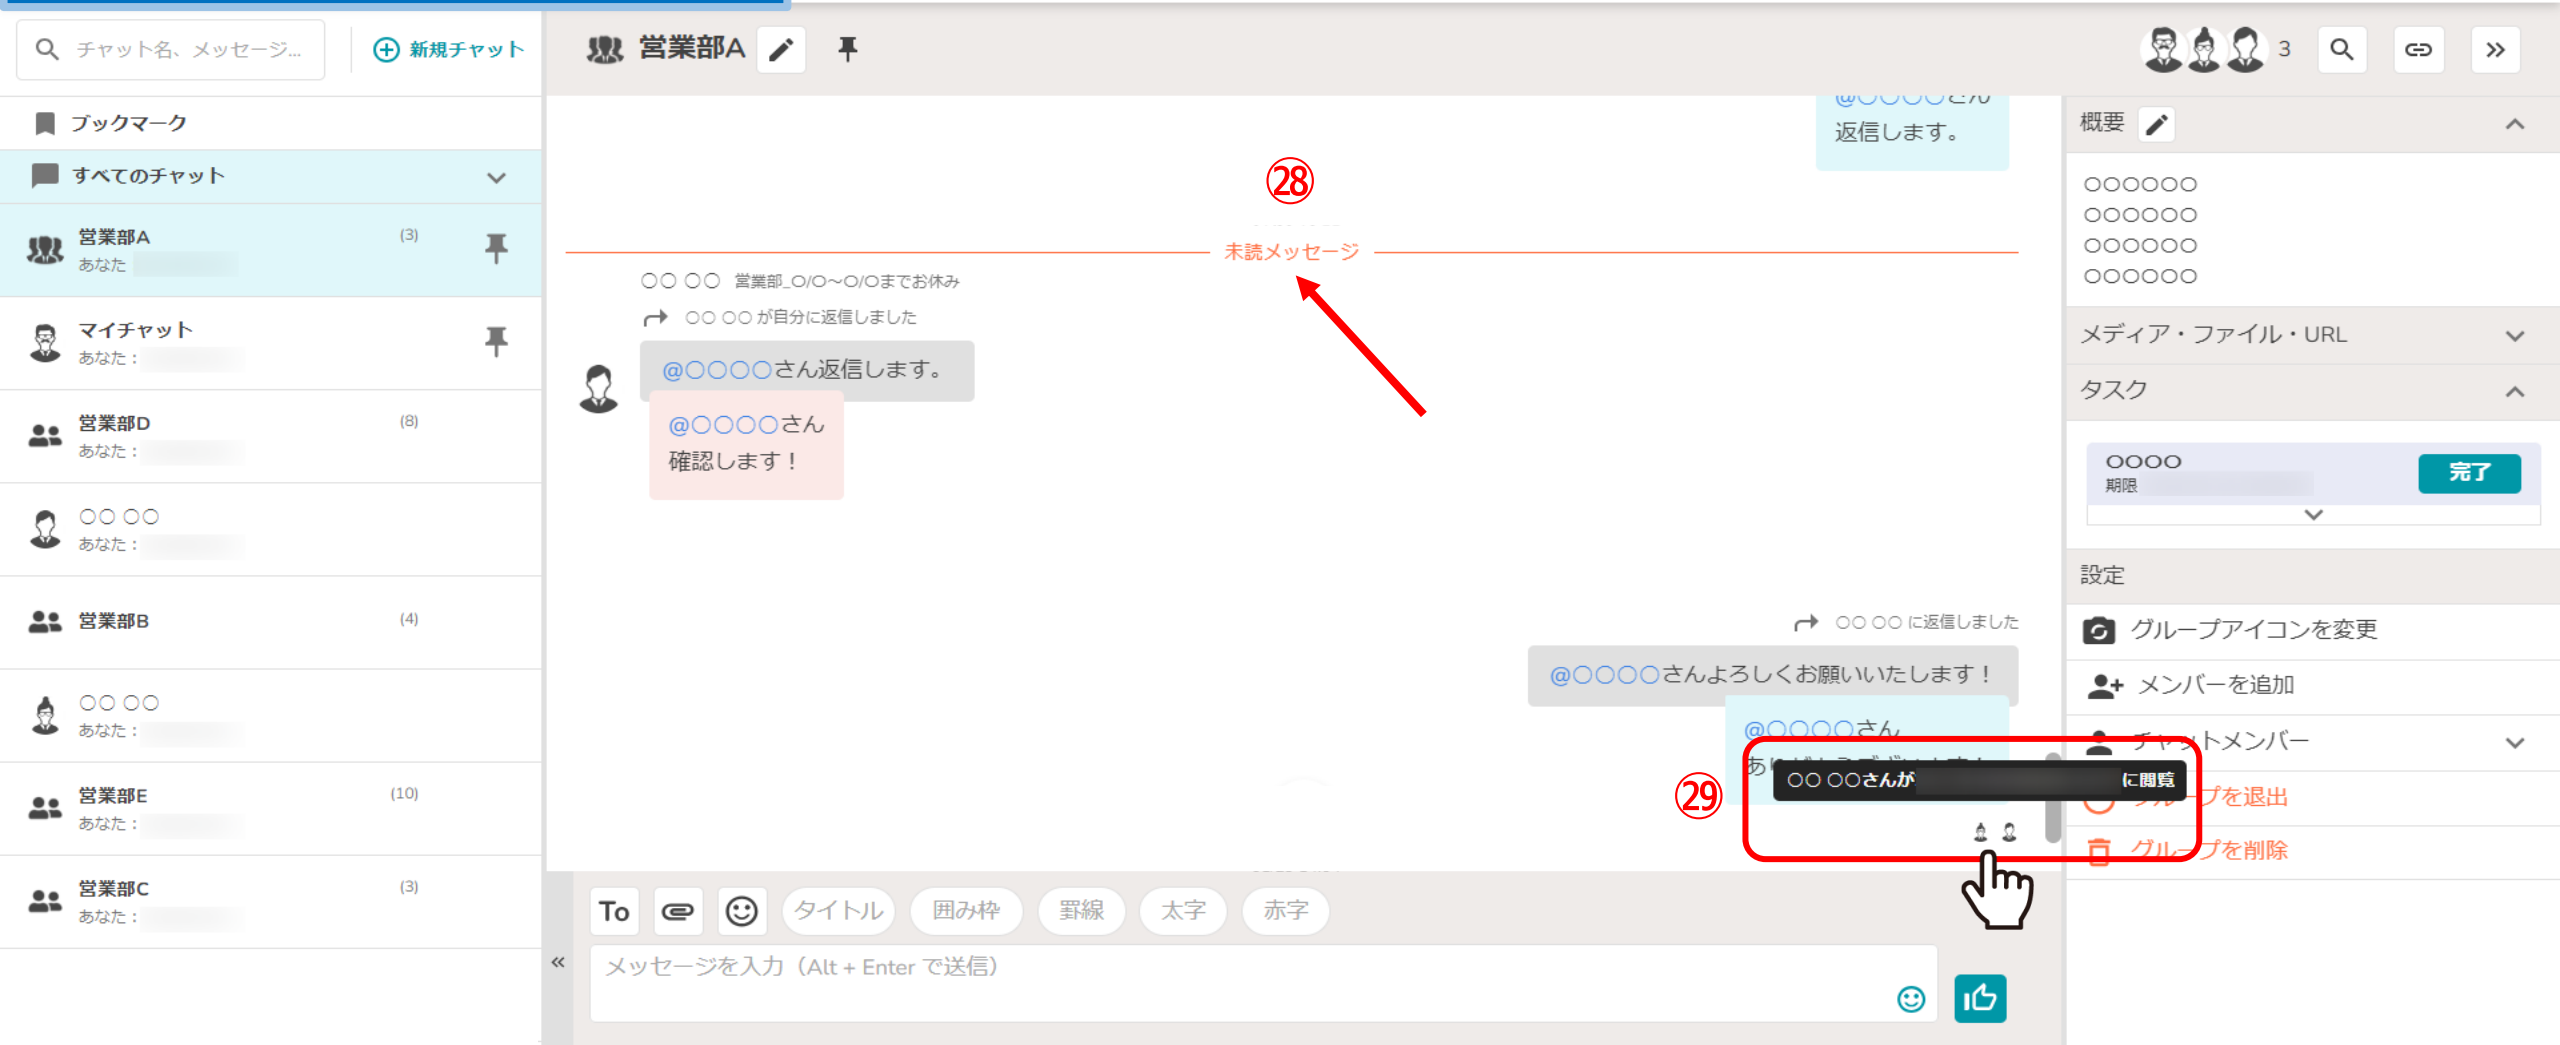 チャット名、メッセージ...
新規チャット
ブックマーク
すべてのチャット
営業部A (3)
あなた
マイチャット
あなた：
営業部D (8)
あなた：
〇〇 〇〇
あなた：
営業部B (4)
〇〇 〇〇
あなた：
営業部E (10)
あなた：
営業部C (3)
あなた：
営業部A
3
@〇〇〇〇さん
返信します。
㉘
未読メッセージ
〇〇 〇〇 営業部_〇/〇～〇/〇までお休み
〇〇 〇〇 が自分に返信しました
@〇〇〇〇さん返信します。
@〇〇〇〇さん
確認します！
〇〇 〇〇 に返信しました
@〇〇〇〇さんよろしくお願いいたします！
@〇〇〇〇さん
㉙
〇〇 〇〇さんが に閲覧
To タイトル 囲み枠 罫線 太字 赤字
«
メッセージを入力（Alt + Enter で送信）
概要
〇〇〇〇〇〇
〇〇〇〇〇〇
〇〇〇〇〇〇
〇〇〇〇〇〇
メディア・ファイル・URL
タスク
〇〇〇〇
期限
完了
設定
グループアイコンを変更
メンバーを追加
チャットメンバー
グループを退出
グループを削除